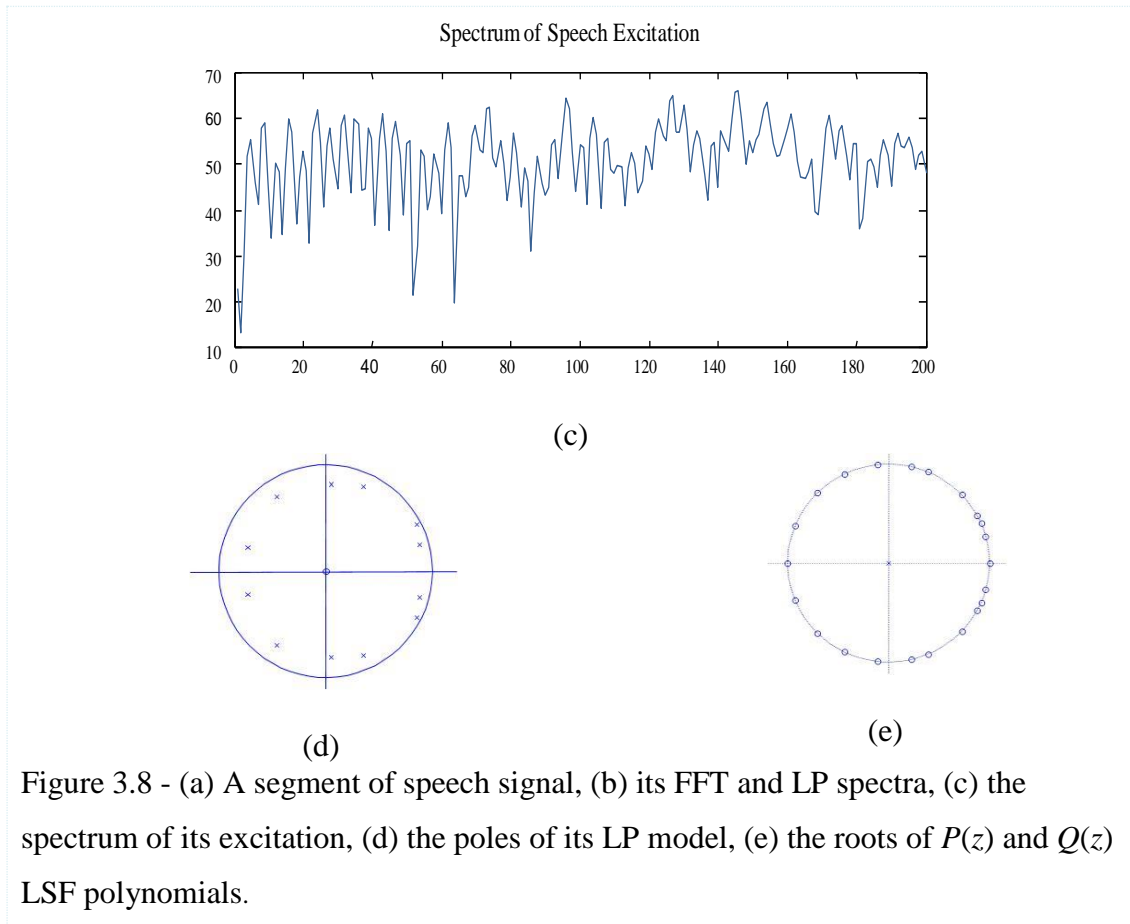 Spectrum of Speech Excitation
70
60
50
40
30
20
10
0 20 40 60 80 100 120 140 160 180 200
(c)
(d)
(e)
Figure 3.8 - (a) A segment of speech signal, (b) its FFT and LP spectra, (c) the
spectrum of its excitation, (d) the poles of its LP model, (e) the roots of P(z) and Q(z)
LSF polynomials.